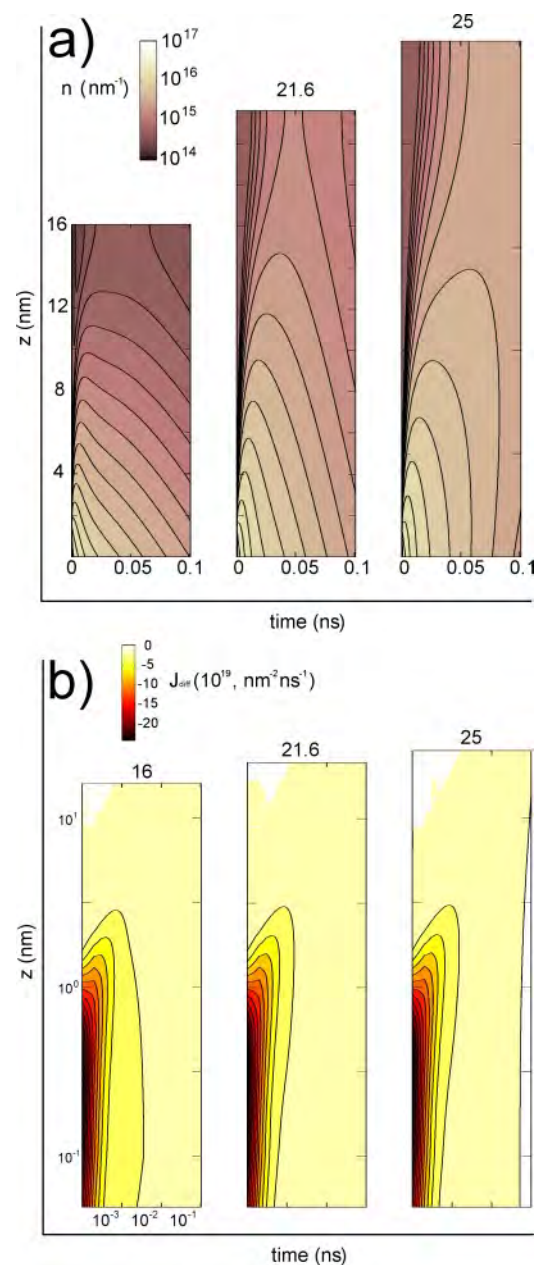 a)
n (nm⁻¹)
10¹⁷
10¹⁶
10¹⁵
10¹⁴
25
21.6
16
12
8
4
z (nm)
0 0.05 0.1
0 0.05 0.1
0 0.05 0.1
time (ns)
b)
0
-5
-10
-15
-20
J_diff (10¹⁹, nm⁻²ns⁻¹)
16
21.6
25
10¹
10⁰
10⁻¹
z (nm)
10⁻³ 10⁻² 10⁻¹
time (ns)